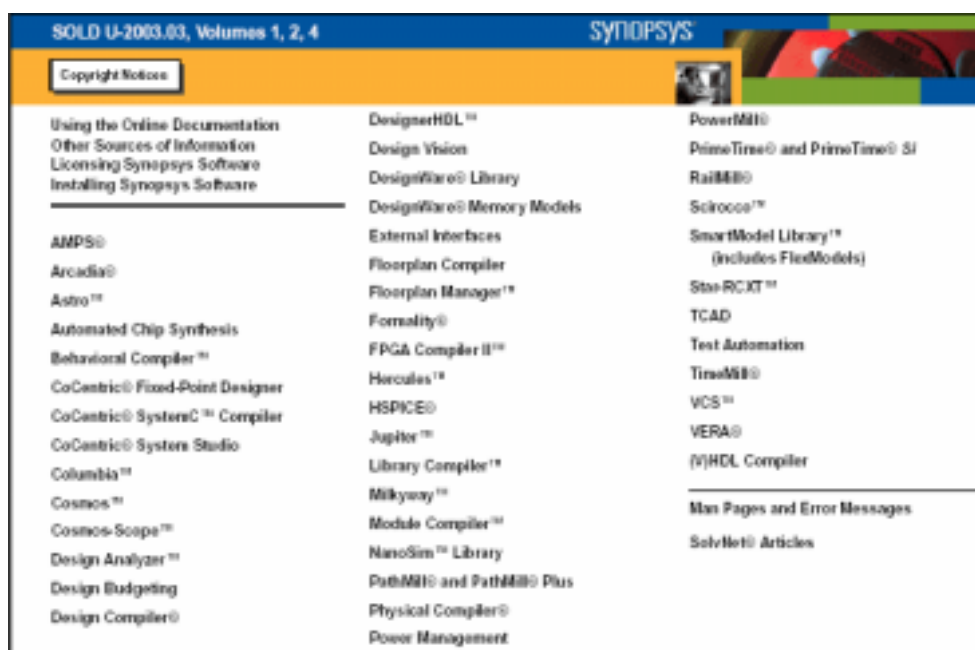 SOLD U-2003.03, Volumes 1, 2, 4
SYNOPSYS®
Copyright Notices
Using the Online Documentation
Other Sources of Information
Licensing Synopsys Software
Installing Synopsys Software
AMPS®
Arcadia®
Astro™
Automated Chip Synthesis
Behavioral Compiler™
CoCentric® Fixed-Point Designer
CoCentric® SystemC™ Compiler
CoCentric® System Studio
Columbia™
Cosmos™
Cosmos-Scope™
Design Analyzer™
Design Budgeting
Design Compiler®
DesignerHDL™
Design Vision
DesignWare® Library
DesignWare® Memory Models
External Interfaces
Floorplan Compiler
Floorplan Manager™
Formality®
FPGA Compiler II™
Hercules™
HSPICE®
Jupiter™
Library Compiler™
Milkyway™
Module Compiler™
NanoSim™ Library
PathMill® and PathMill® Plus
Physical Compiler®
Power Management
PowerMill®
PrimeTime® and PrimeTime® SI
RailMill®
Scirocco™
SmartModel Library™
(includes FlexModels)
Star-RCXT™
TCAD
Test Automation
TimeMill®
VCS™
VERA®
(V)HDL Compiler
Man Pages and Error Messages
SolvNet® Articles